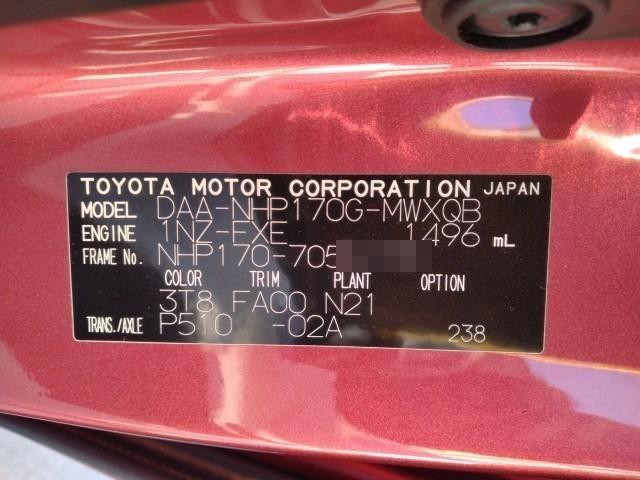 TOYOTA MOTOR CORPORATION JAPAN
MODEL DAA-NHP170G-MWXQB
ENGINE 1NZ-FXE 1496 mL
FRAME No. NHP170-705
COLOR TRIM PLANT OPTION
3T8 FA00 N21
TRANS./AXLE P510 -02A 238